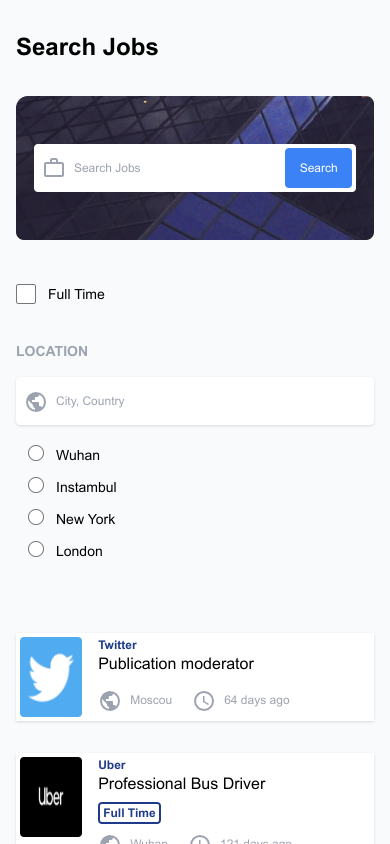 Search Jobs
Search Jobs
Search
Full Time
LOCATION
City, Country
Wuhan
Instambul
New York
London
Twitter
Publication moderator
Moscou
64 days ago
Uber
Uber
Professional Bus Driver
Full Time
Wuhan
121 days ago